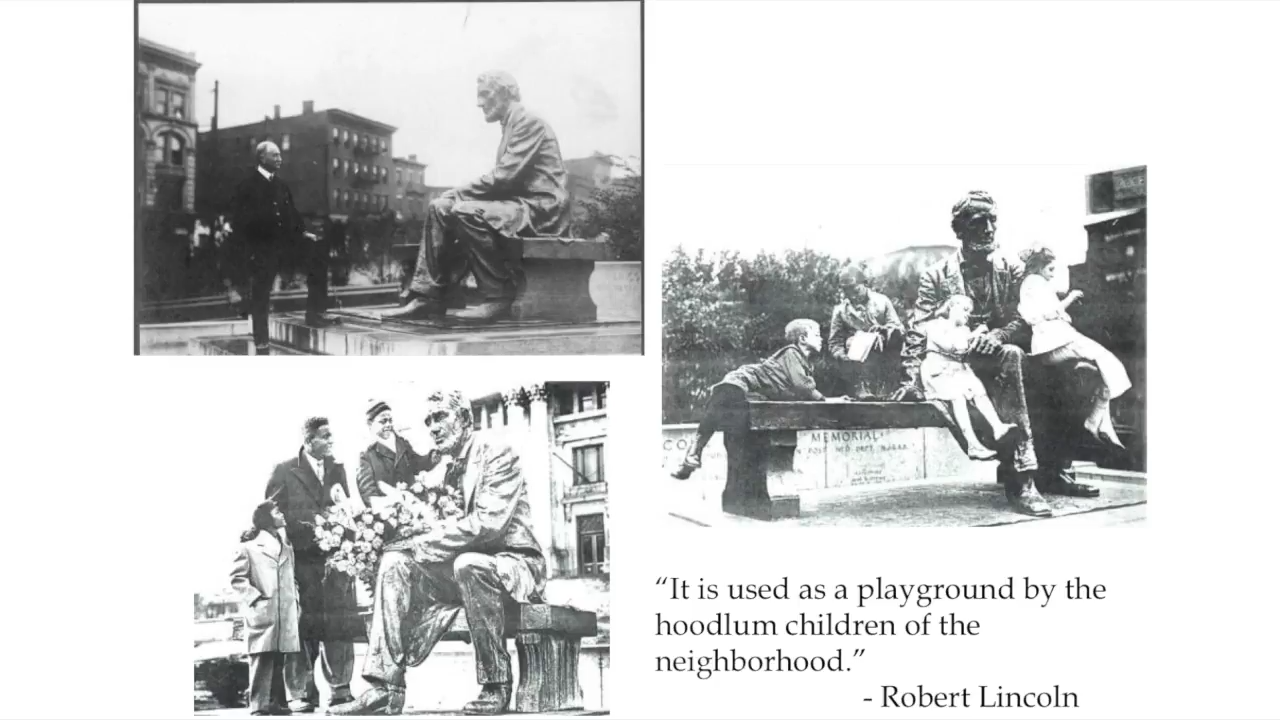 MEMORIAL
“It is used as a playground by the
hoodlum children of the
neighborhood.”
- Robert Lincoln